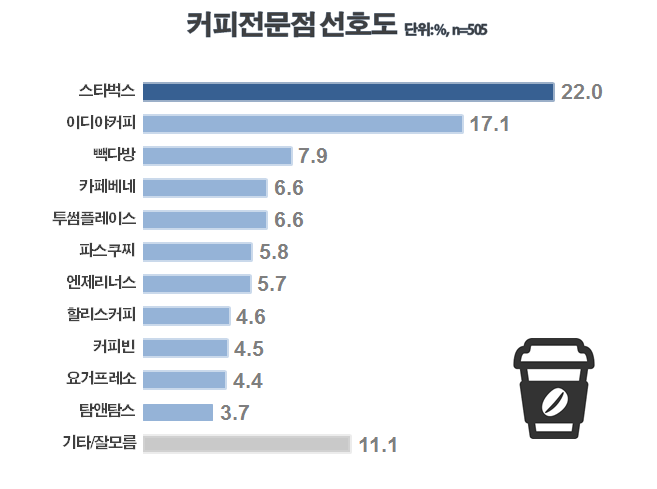 커피전문점 선호도 단위:%, n=505
스타벅스 22.0
이디야커피 17.1
빽다방 7.9
카페베네 6.6
투썸플레이스 6.6
파스쿠찌 5.8
엔제리너스 5.7
할리스커피 4.6
커피빈 4.5
요거프레소 4.4
탐앤탐스 3.7
기타/잘모름 11.1